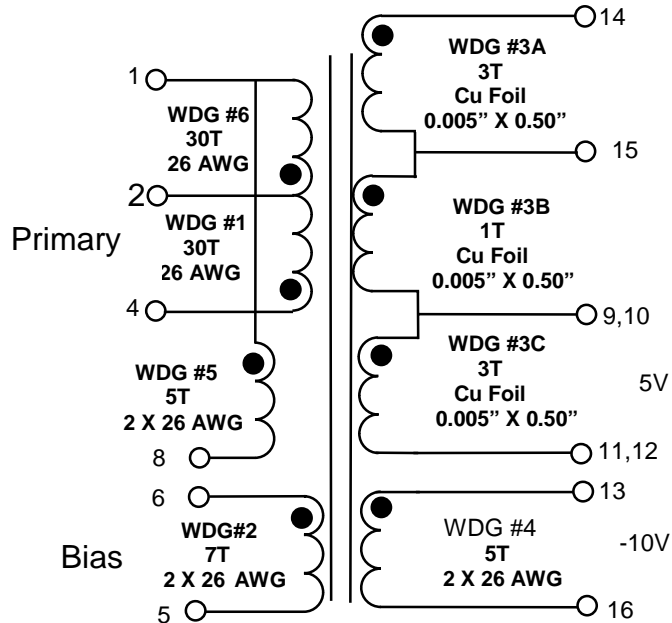 14
WDG #3A
3T
Cu Foil
0.005” X 0.50”
15
1
WDG #6
30T
26 AWG
2
Primary
WDG #1
30T
26 AWG
4
WDG #3B
1T
Cu Foil
0.005” X 0.50”
9,10
WDG #3C
3T
Cu Foil
0.005” X 0.50”
5V
11,12
WDG #5
5T
2 X 26 AWG
8
6
Bias
WDG#2
7T
2 X 26 AWG
5
13
WDG #4
5T
2 X 26 AWG
-10V
16